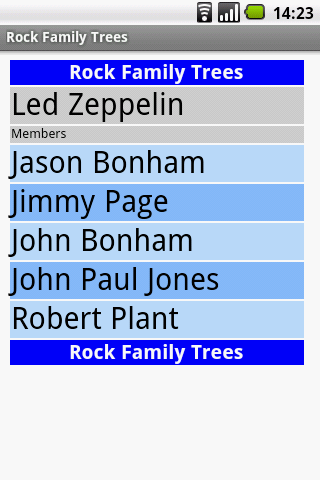 14:23
Rock Family Trees
Rock Family Trees
Led Zeppelin
Members
Jason Bonham
Jimmy Page
John Bonham
John Paul Jones
Robert Plant
Rock Family Trees